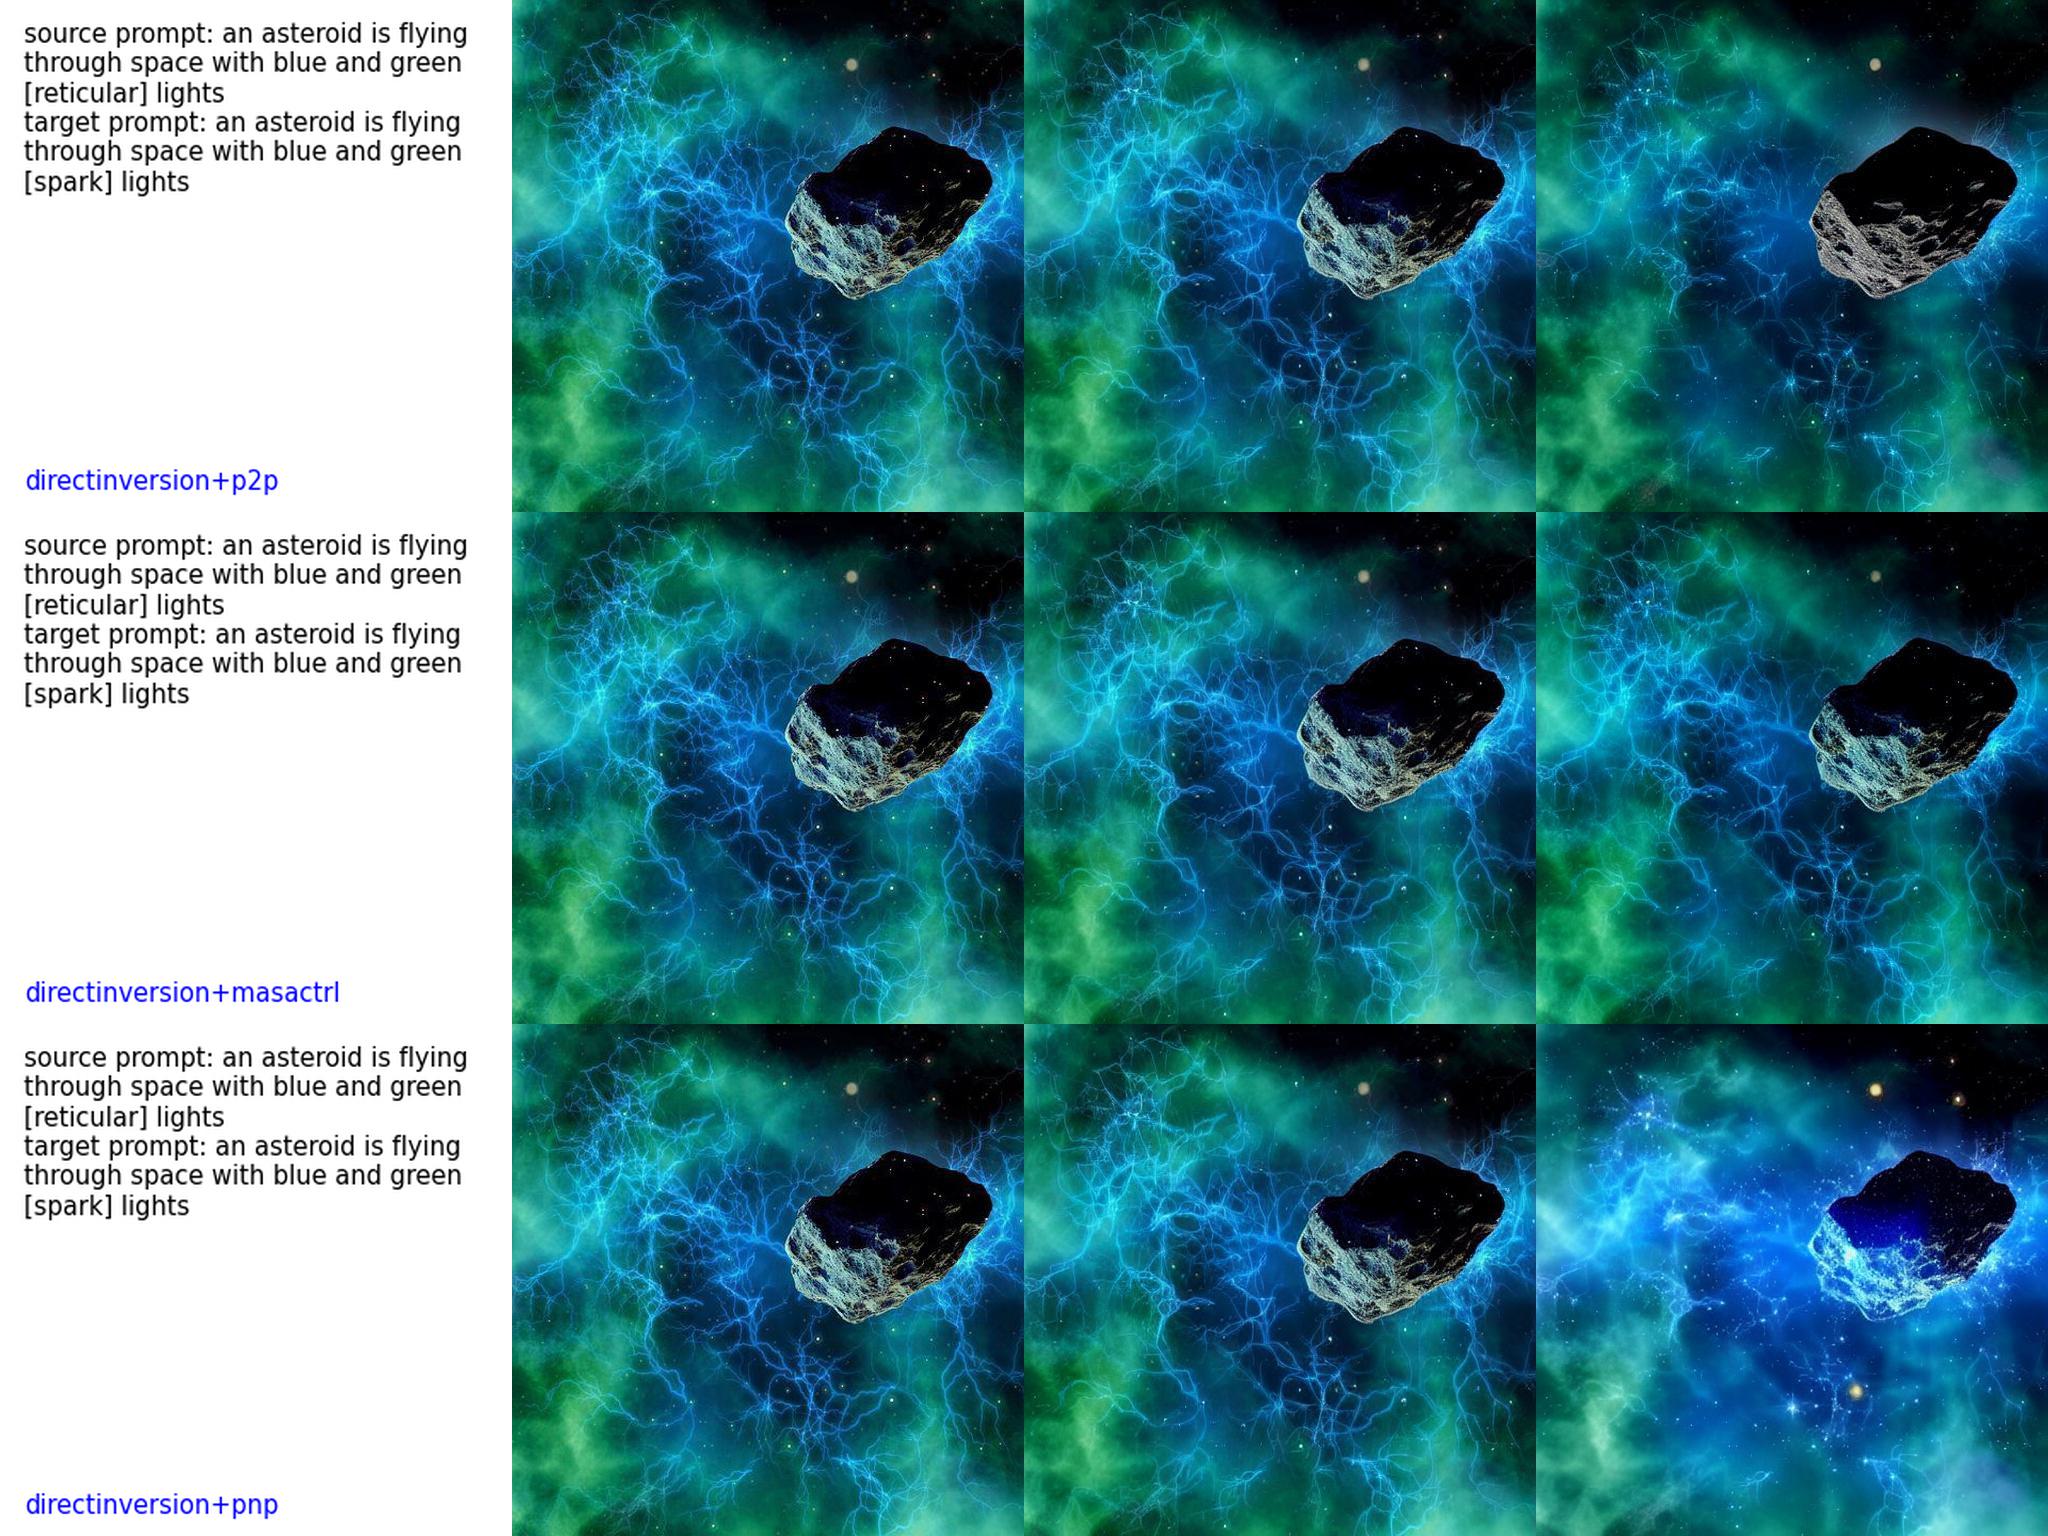 source prompt: an asteroid is flying
through space with blue and green
[reticular] lights
target prompt: an asteroid is flying
through space with blue and green
[spark] lights
directinversion+p2p
source prompt: an asteroid is flying
through space with blue and green
[reticular] lights
target prompt: an asteroid is flying
through space with blue and green
[spark] lights
directinversion+masactrl
source prompt: an asteroid is flying
through space with blue and green
[reticular] lights
target prompt: an asteroid is flying
through space with blue and green
[spark] lights
directinversion+pnp